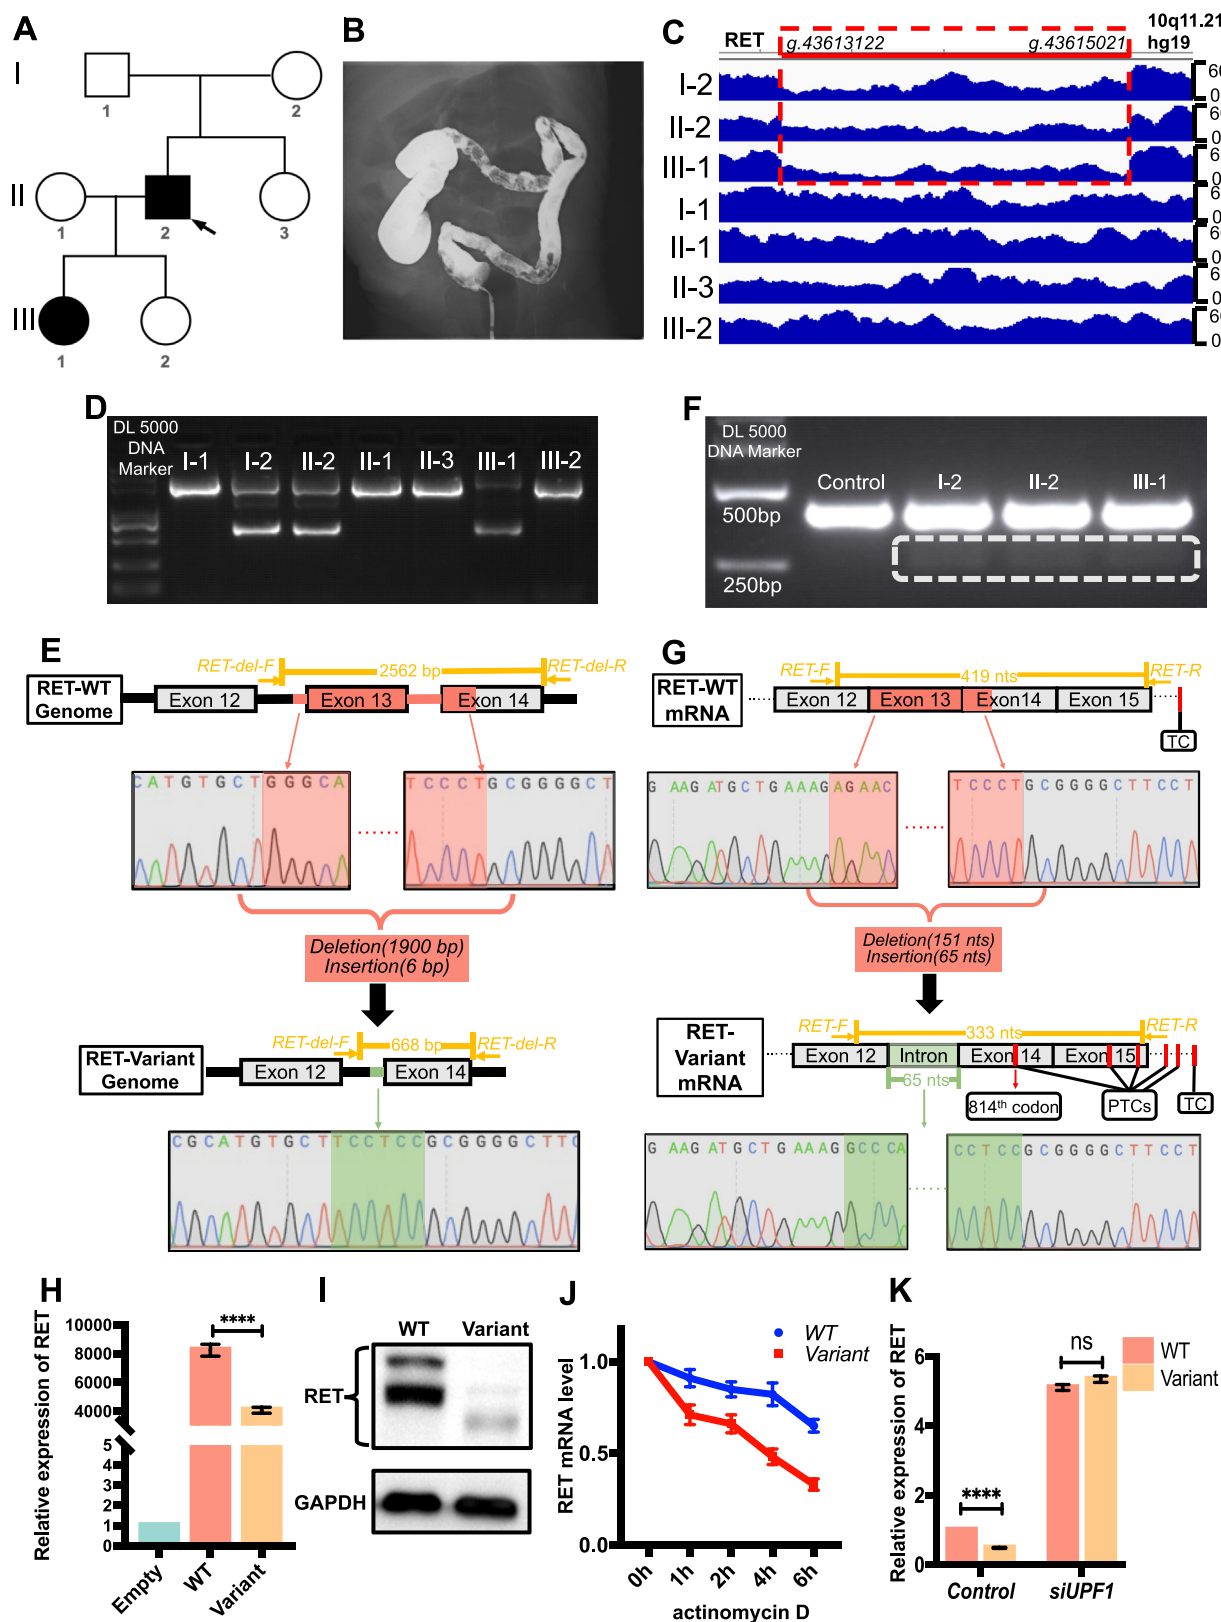 A
I
1
2
II
1
2
3
III
1
2
B
C
RET
g.43613122
g.43615021
10q11.21
hg19
I-2
II-2
III-1
I-1
II-1
II-3
III-2
D
DL 5000
DNA
Marker
I-1
I-2
II-2
II-1
II-3
III-1
III-2
F
DL 5000
DNA Marker
Control
I-2
II-2
III-1
500bp
250bp
E
RET-del-F
2562 bp
RET-del-R
RET-WT
Genome
Exon 12
Exon 13
Exon 14
CATGTGCTGGGCA
TCCCTGCGGGGCT
Deletion(1900 bp)
Insertion(6 bp)
RET-del-F
668 bp
RET-del-R
RET-Variant
Genome
Exon 12
Exon 14
CGCATGTGCTTCCTCCGCGGGGCTTC
G
RET-F
419 nts
RET-R
RET-WT
mRNA
Exon 12
Exon 13
Exon14
Exon 15
TC
GAAGATGCTGAAAGAGAAC
TCCCTGCGGGGCTTCCT
Deletion(151 nts)
Insertion(65 nts)
RET-F
333 nts
RET-R
RET-
Variant
mRNA
Exon 12
Intron
Exon 14
Exon 15
65 nts
814th codon
PTCs
TC
GAAGATGCTGAAAGGCCCA
CCTCCGCGGGGCTTCCT
H
Relative expression of RET
10000
8000
6000
4000
5
4
3
2
1
0
****
Empty
WT
Variant
I
WT
Variant
RET
GAPDH
J
WT
Variant
RET mRNA level
1.0
0.5
0.0
0h
1h
2h
4h
6h
actinomycin D
K
Relative expression of RET
6
4
2
0
****
ns
WT
Variant
Control
siUPF1